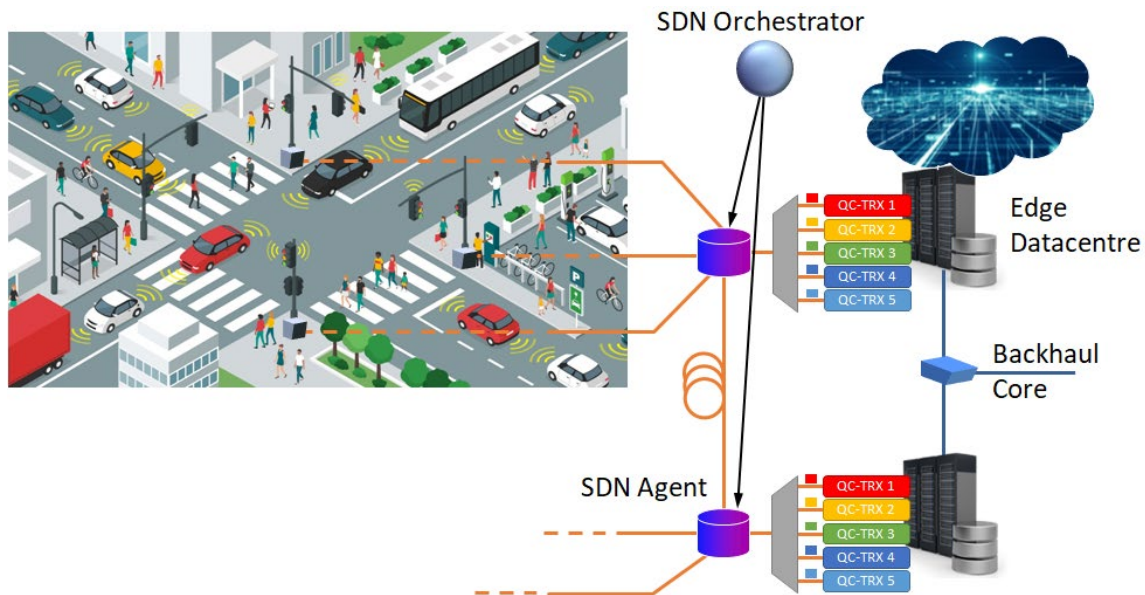 SDN Orchestrator
QC-TRX 1
QC-TRX 2
QC-TRX 3
QC-TRX 4
QC-TRX 5
Edge
Datacentre
P
P
Backhaul
Core
SDN Agent
QC-TRX 1
QC-TRX 2
QC-TRX 3
QC-TRX 4
QC-TRX 5